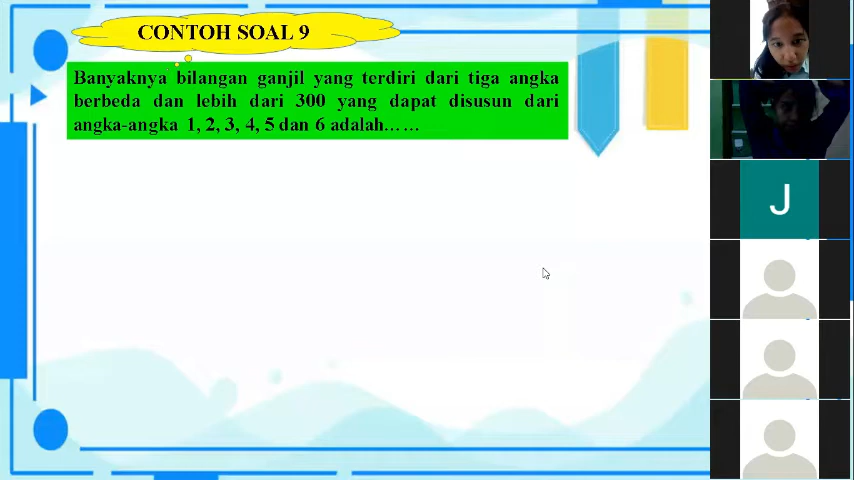 CONTOH SOAL 9
Banyaknya bilangan ganjil yang terdiri dari tiga angka
berbeda dan lebih dari 300 yang dapat disusun dari
angka-angka 1, 2, 3, 4, 5 dan 6 adalah... ...
J